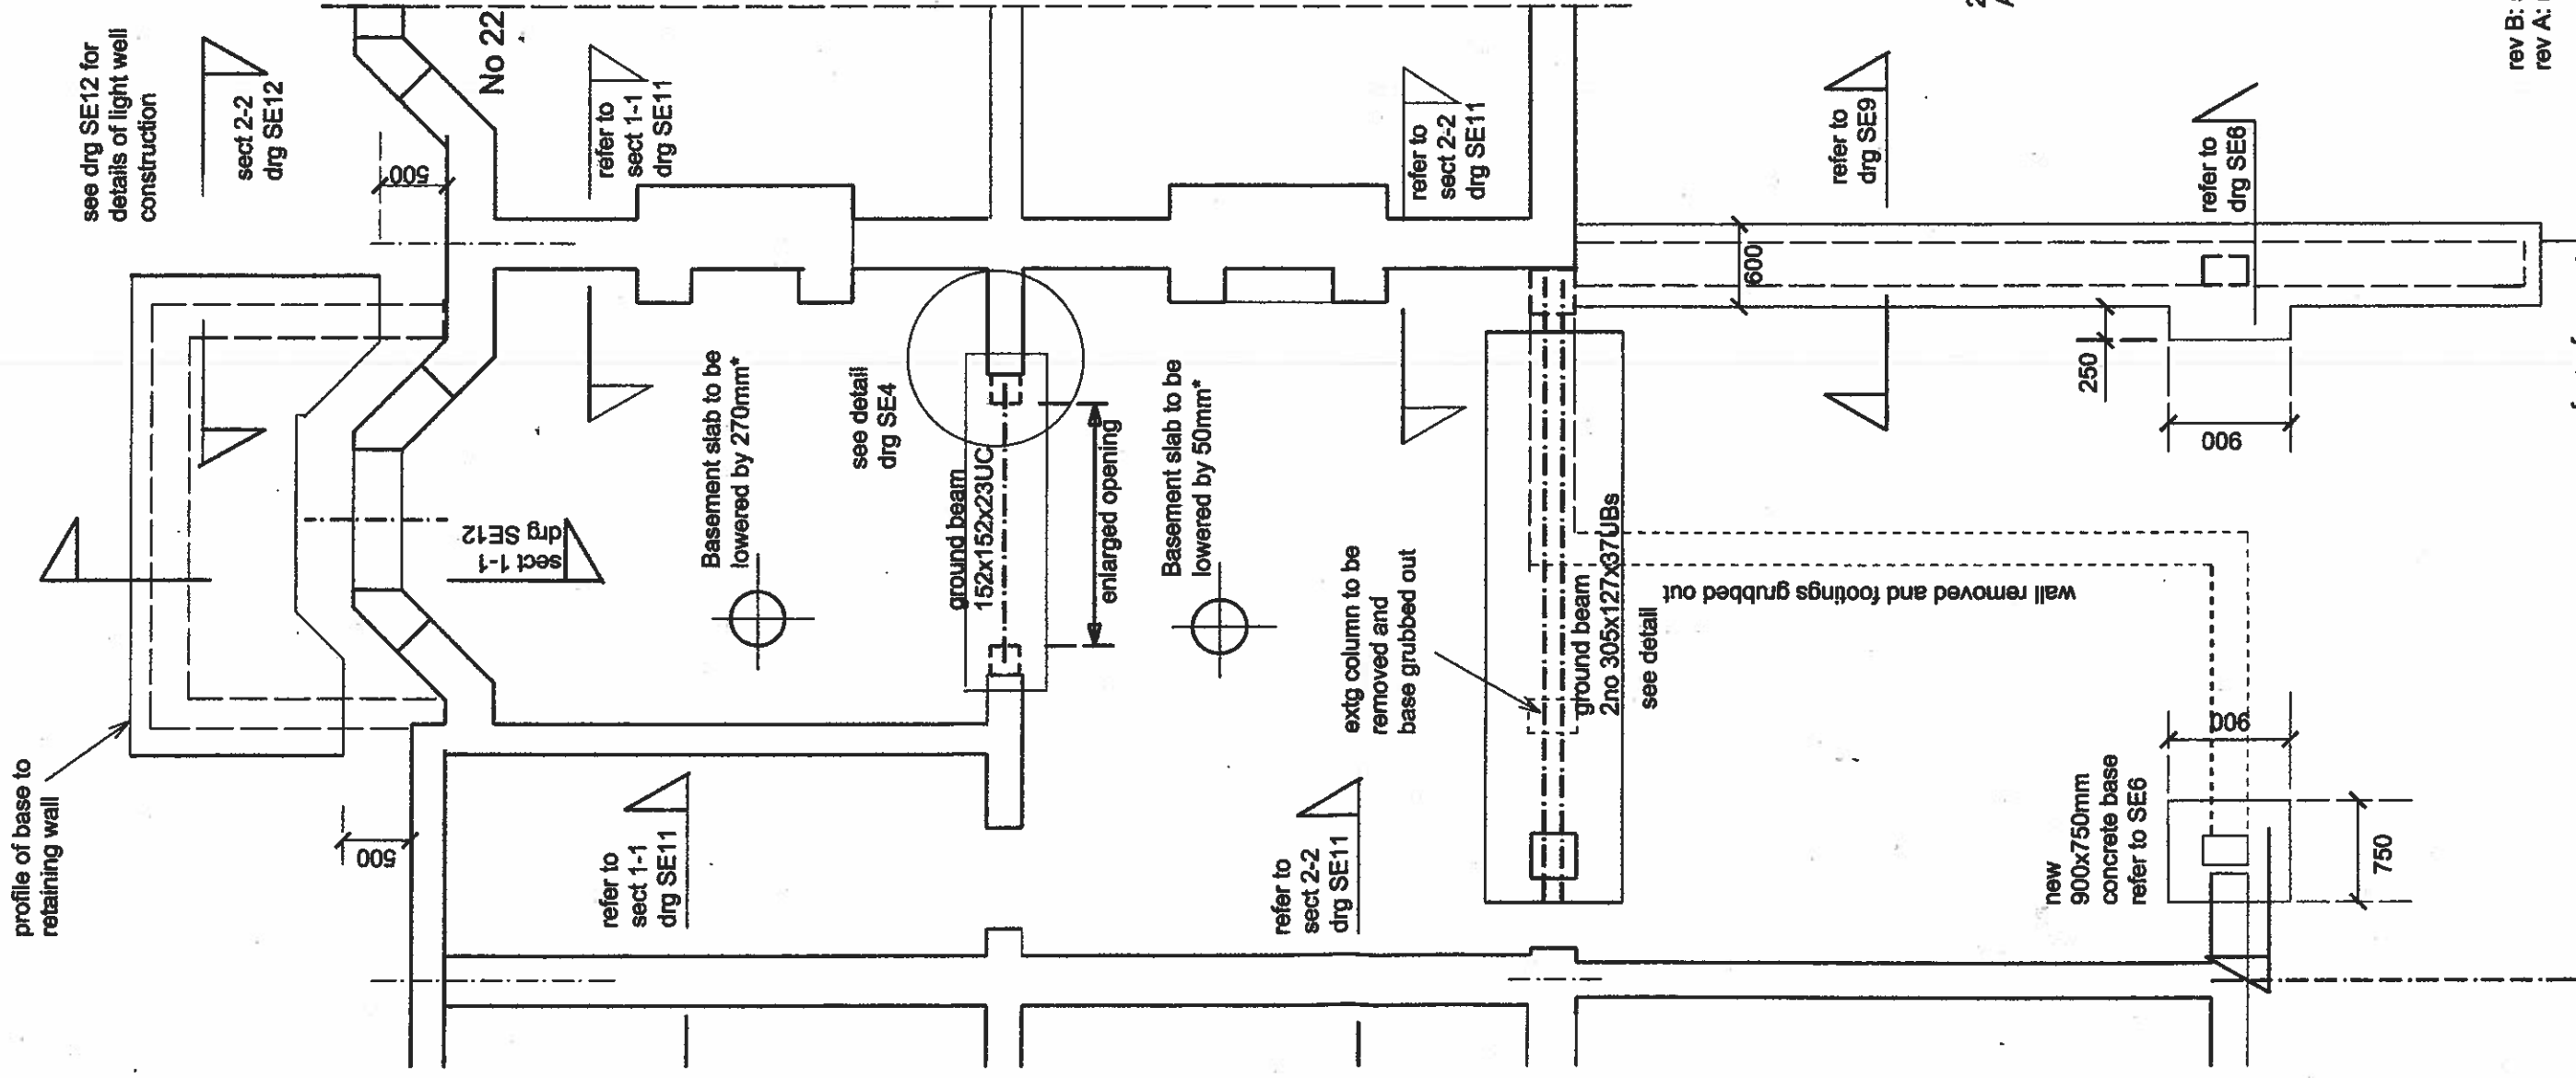 profile of base to
retaining wall
500
see drg SE12 for
details of light well
construction
sect 2-2
drg SE12
500
No 22
sect 1-1
drg SE12
refer to
sect 1-1
drg SE11
refer to
sect 1-1
drg SE11
Basement slab to be
lowered by 270mm*
see detail
drg SE4
ground beam
152x152x23UC
enlarged opening
Basement slab to be
lowered by 50mm*
refer to
sect 2-2
drg SE11
refer to
sect 2-2
drg SE11
extg column to be
removed and
base grubbed out
ground beam
2no 305x127x37UBs
see detail
wall removed and footings grubbed out
600
refer to
drg SE9
250
900
refer to
drg SE6
new
900x750mm
concrete base
refer to SE6
900
750
rev B:
rev A: